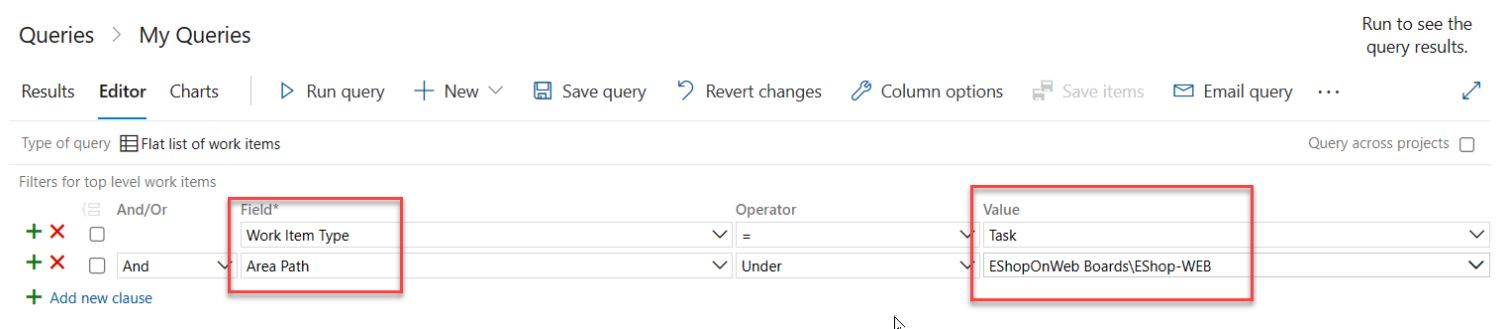 Queries > My Queries
Run to see the
query results.
Results Editor Charts Run query New Save query Revert changes Column options Save items Email query ...
Type of query Flat list of work items Query across projects
Filters for top level work items
And/Or Field* Operator Value
Work Item Type = Task
And Area Path Under EShopOnWeb Boards\EShop-WEB
Add new clause